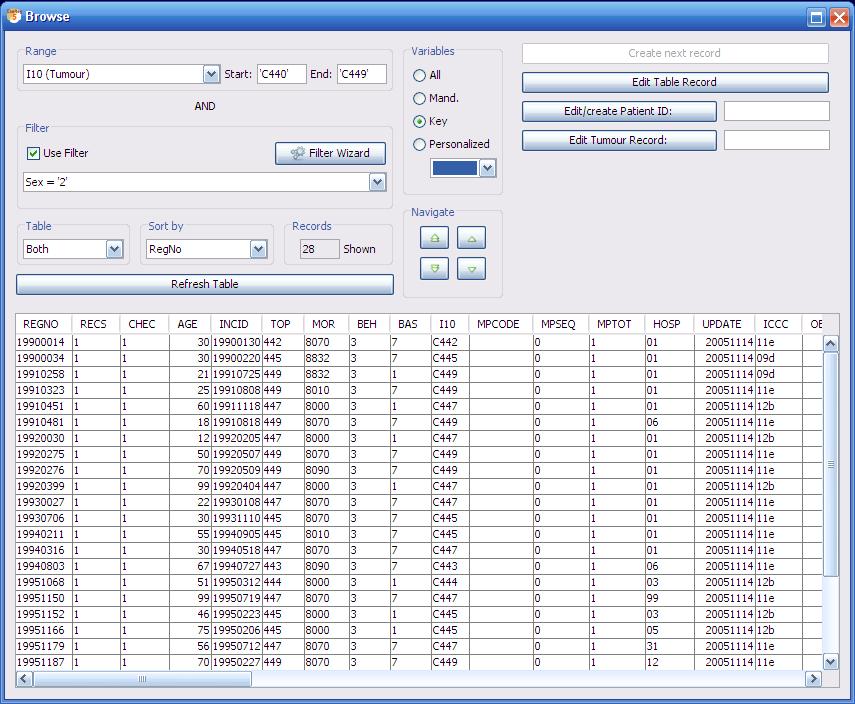 Browse
Range
I10 (Tumour) Start: 'C440' End: 'C449'
AND
Filter
Use Filter Filter Wizard
Sex = '2'
Table Sort by Records
Both RegNo 28 Shown
Refresh Table
Variables
All
Mand.
Key
Personalized
Navigate
Create next record
Edit Table Record
Edit/create Patient ID:
Edit Tumour Record:
REGNO RECS CHEC AGE INCID TOP MOR BEH BAS I10 MPCODE MPSEQ MPTOT HOSP UPDATE ICCC
19900014 1 1 30 19900130 442 8070 3 7 C442 0 1 01 20051114 11e
19900034 1 1 30 19900220 445 8832 3 7 C445 0 1 01 20051114 09d
19910258 1 1 21 19910725 449 8832 3 1 C449 0 1 01 20051114 09d
19910323 1 1 25 19910808 449 8010 3 7 C449 0 1 01 20051114 11e
19910451 1 1 60 19911118 447 8000 3 1 C447 0 1 01 20051114 12b
19910481 1 1 18 19910818 449 8070 3 7 C449 0 1 06 20051114 11e
19920030 1 1 12 19920205 447 8000 3 1 C447 0 1 01 20051114 12b
19920275 1 1 50 19920507 449 8070 3 7 C449 0 1 01 20051114 11e
19920276 1 1 70 19920509 449 8090 3 7 C449 0 1 01 20051114 11e
19920399 1 1 99 19920404 447 8000 3 1 C447 0 1 01 20051114 12b
19930027 1 1 22 19930108 447 8070 3 7 C447 0 1 01 20051114 11e
19930706 1 1 30 19931110 445 8070 3 7 C445 0 1 01 20051114 11e
19940211 1 1 55 19940905 445 8010 3 7 C445 0 1 01 20051114 11e
19940316 1 1 30 19940518 447 8070 3 7 C447 0 1 01 20051114 11e
19940803 1 1 67 19940727 443 8090 3 7 C443 0 1 06 20051114 11e
19951068 1 1 51 19950312 444 8000 3 1 C444 0 1 03 20051114 12b
19951150 1 1 99 19950719 447 8070 3 7 C447 0 1 99 20051114 11e
19951152 1 1 46 19950223 445 8000 3 1 C445 0 1 03 20051114 12b
19951166 1 1 75 19950206 445 8000 3 1 C445 0 1 05 20051114 12b
19951179 1 1 56 19950712 447 8070 3 7 C447 0 1 31 20051114 11e
19951187 1 1 70 19950227 449 8070 3 7 C449 0 1 12 20051114 11e